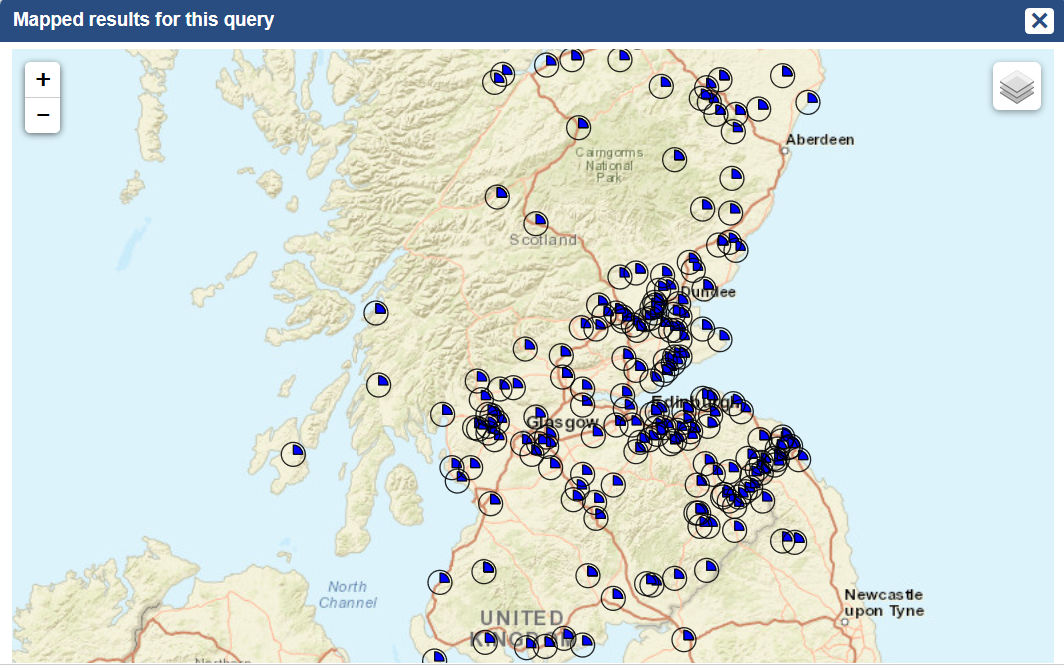 Mapped results for this query
+
−
Aberdeen
Cairngorms
National
Park
Scotland
Dundee
Edinburgh
Glasgow
North
Channel
Newcastle
upon Tyne
UNITED
KINGDOM
Northern